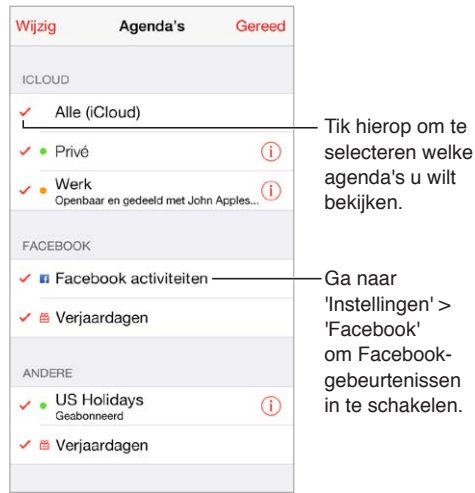 Wijzig Agenda's Gereed
ICLOUD
Alle (iCloud)
Privé
Werk
Openbaar en gedeeld met John Apples...
FACEBOOK
Facebook activiteiten
Verjaardagen
ANDERE
US Holidays
Geabonneerd
Verjaardagen
Tik hierop om te
selecteren welke
agenda's u wilt
bekijken.
Ga naar
'Instellingen' >
'Facebook'
om Facebook-
gebeurtenissen
in te schakelen.